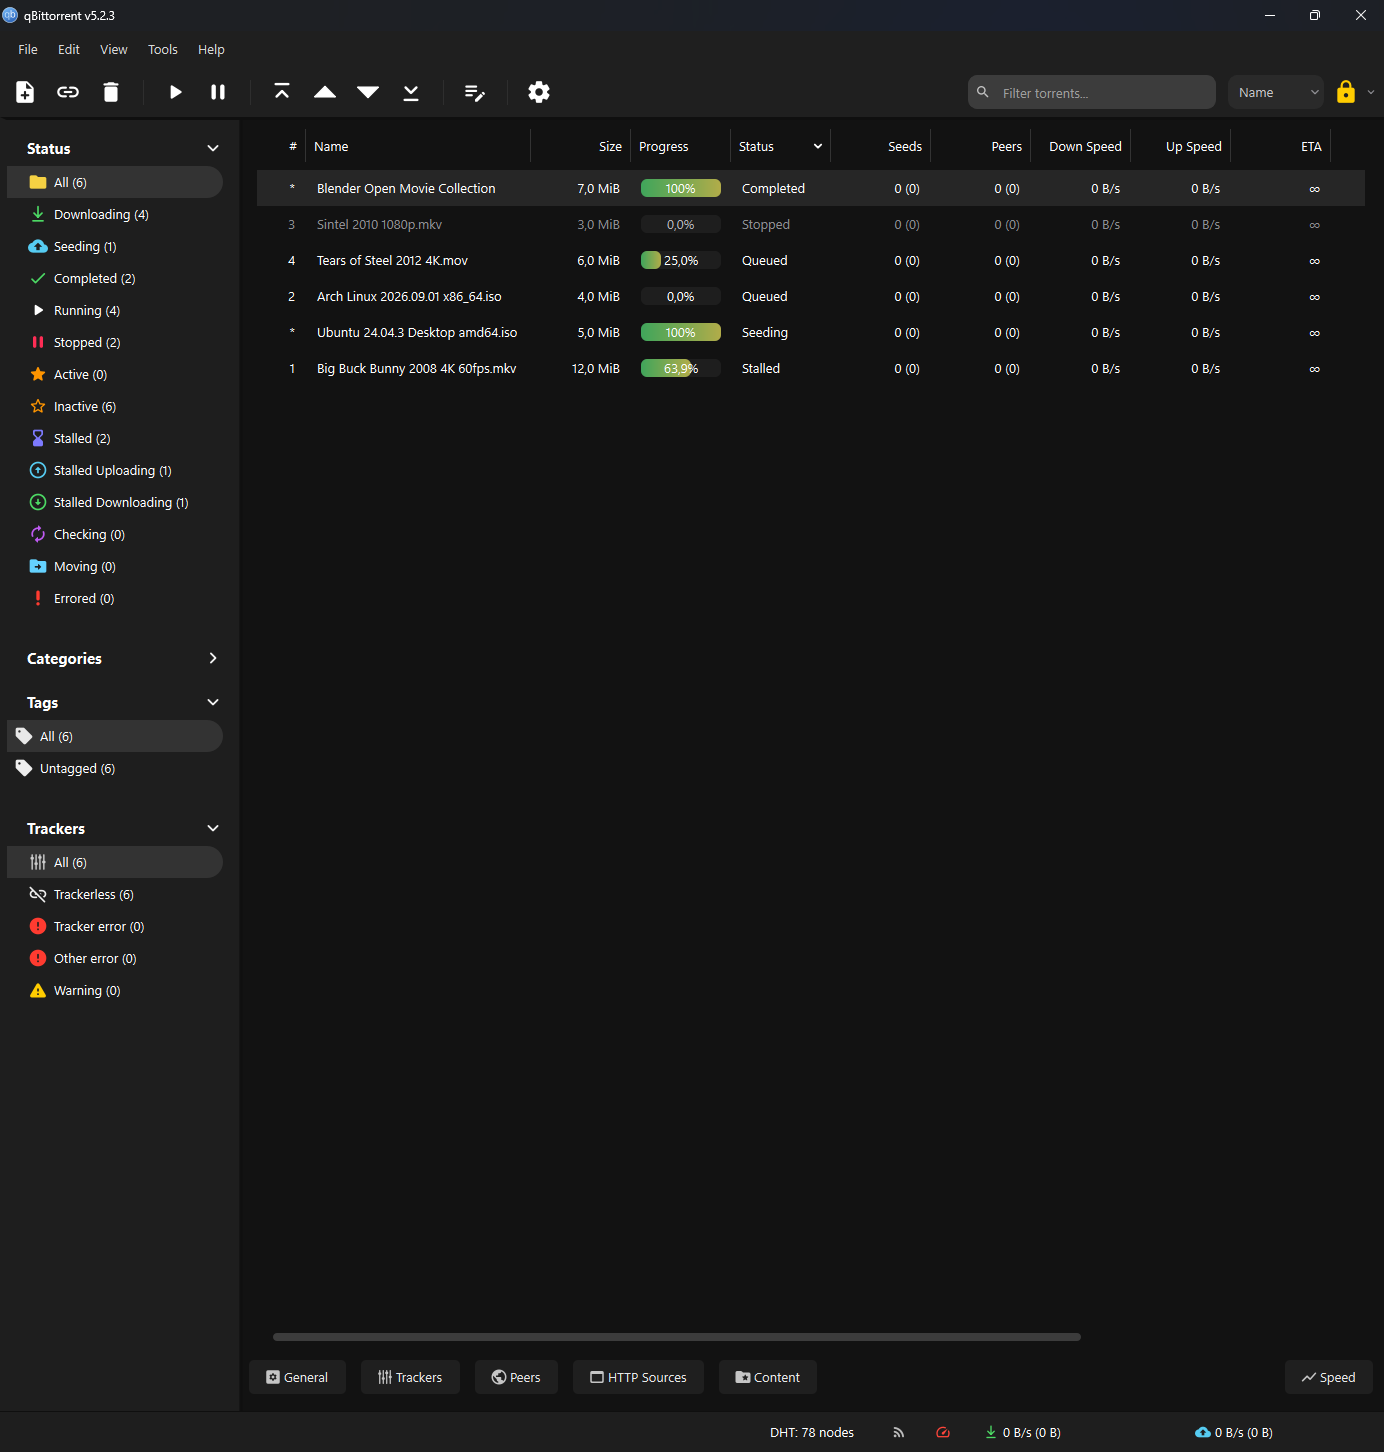 qBittorrent v5.2.3
File Edit View Tools Help
Filter torrents... Name
Status
All (6)
Downloading (4)
Seeding (1)
Completed (2)
Running (4)
Stopped (2)
Active (0)
Inactive (6)
Stalled (2)
Stalled Uploading (1)
Stalled Downloading (1)
Checking (0)
Moving (0)
Errored (0)
Categories
Tags
All (6)
Untagged (6)
Trackers
All (6)
Trackerless (6)
Tracker error (0)
Other error (0)
Warning (0)
# Name Size Progress Status Seeds Peers Down Speed Up Speed ETA
* Blender Open Movie Collection 7,0 MiB 100% Completed 0 (0) 0 (0) 0 B/s 0 B/s ∞
3 Sintel 2010 1080p.mkv 3,0 MiB 0,0% Stopped 0 (0) 0 (0) 0 B/s 0 B/s ∞
4 Tears of Steel 2012 4K.mov 6,0 MiB 25,0% Queued 0 (0) 0 (0) 0 B/s 0 B/s ∞
2 Arch Linux 2026.09.01 x86_64.iso 4,0 MiB 0,0% Queued 0 (0) 0 (0) 0 B/s 0 B/s ∞
* Ubuntu 24.04.3 Desktop amd64.iso 5,0 MiB 100% Seeding 0 (0) 0 (0) 0 B/s 0 B/s ∞
1 Big Buck Bunny 2008 4K 60fps.mkv 12,0 MiB 63,9% Stalled 0 (0) 0 (0) 0 B/s 0 B/s ∞
General Trackers Peers HTTP Sources Content Speed
DHT: 78 nodes 0 B/s (0 B) 0 B/s (0 B)